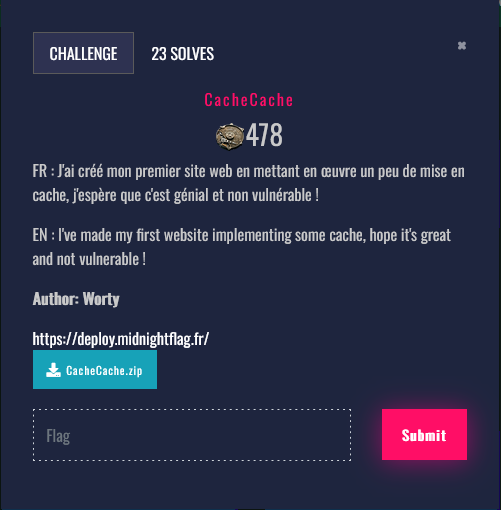 CHALLENGE
23 SOLVES
✖
CacheCache
478
FR : J'ai créé mon premier site web en mettant en œuvre un peu de mise en
cache, j'espère que c'est génial et non vulnérable !
EN : I've made my first website implementing some cache, hope it's great
and not vulnerable !
Author: Worty
https://deploy.midnightflag.fr/
CacheCache.zip
Flag
Submit